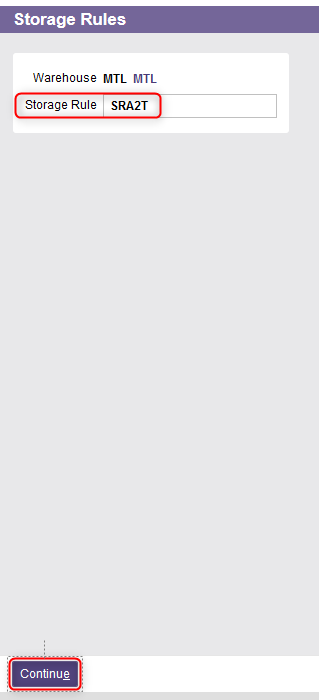 Storage Rules
Warehouse MTL MTL
Storage Rule SRA2T
Continue